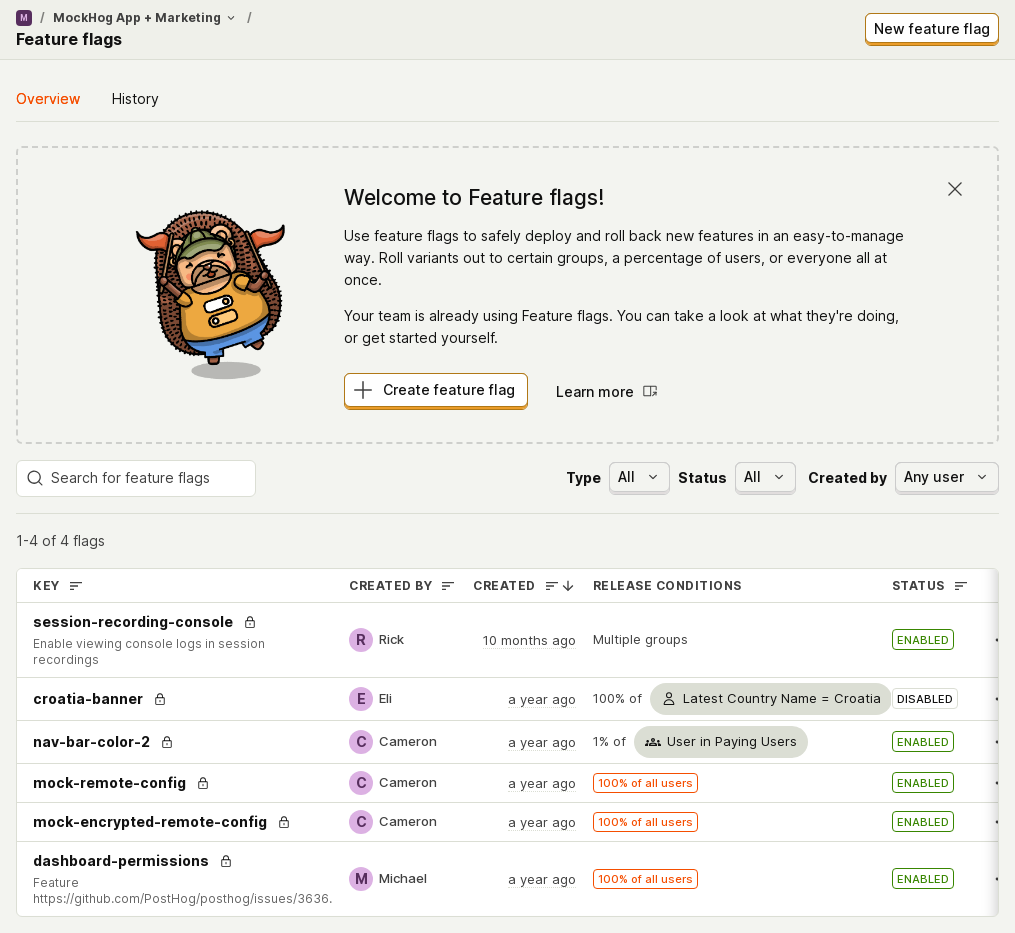 M / MockHog App + Marketing /
Feature flags
New feature flag
Overview History
Welcome to Feature flags!
Use feature flags to safely deploy and roll back new features in an easy-to-manage
way. Roll variants out to certain groups, a percentage of users, or everyone all at
once.
Your team is already using Feature flags. You can take a look at what they're doing,
or get started yourself.
Create feature flag Learn more
Search for feature flags Type All Status All Created by Any user
1-4 of 4 flags
KEY CREATED BY CREATED RELEASE CONDITIONS STATUS
session-recording-console
Enable viewing console logs in session
recordings
R Rick 10 months ago Multiple groups ENABLED
croatia-banner E Eli a year ago 100% of Latest Country Name = Croatia DISABLED
nav-bar-color-2 C Cameron a year ago 1% of User in Paying Users ENABLED
mock-remote-config C Cameron a year ago 100% of all users ENABLED
mock-encrypted-remote-config C Cameron a year ago 100% of all users ENABLED
dashboard-permissions
Feature
https://github.com/PostHog/posthog/issues/3636.
M Michael a year ago 100% of all users ENABLED